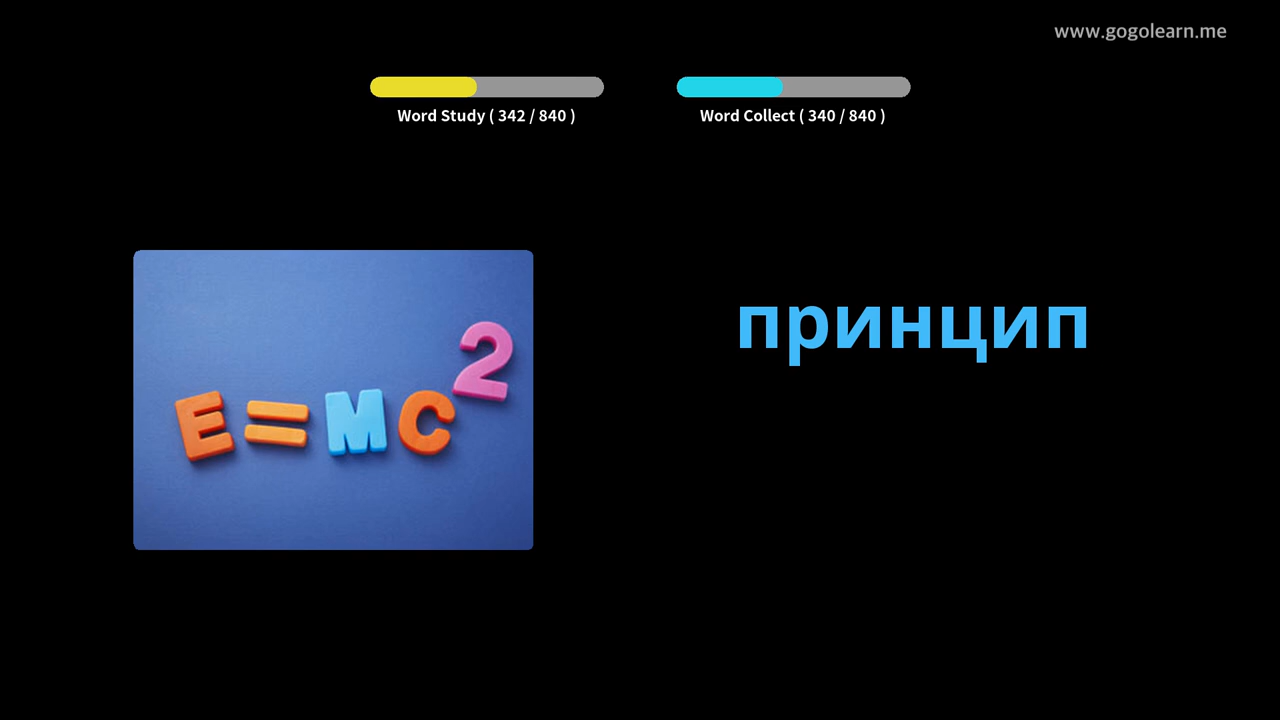 www.gogolearn.me
Word Study ( 342 / 840 )
Word Collect ( 340 / 840 )
принцип
E=MC²